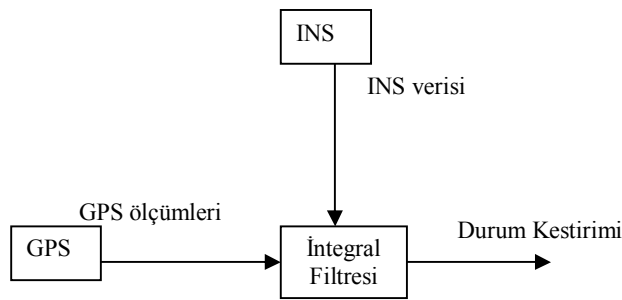 INS
INS verisi
GPS ölçümleri
GPS
İntegral
Filtresi
Durum Kestirimi